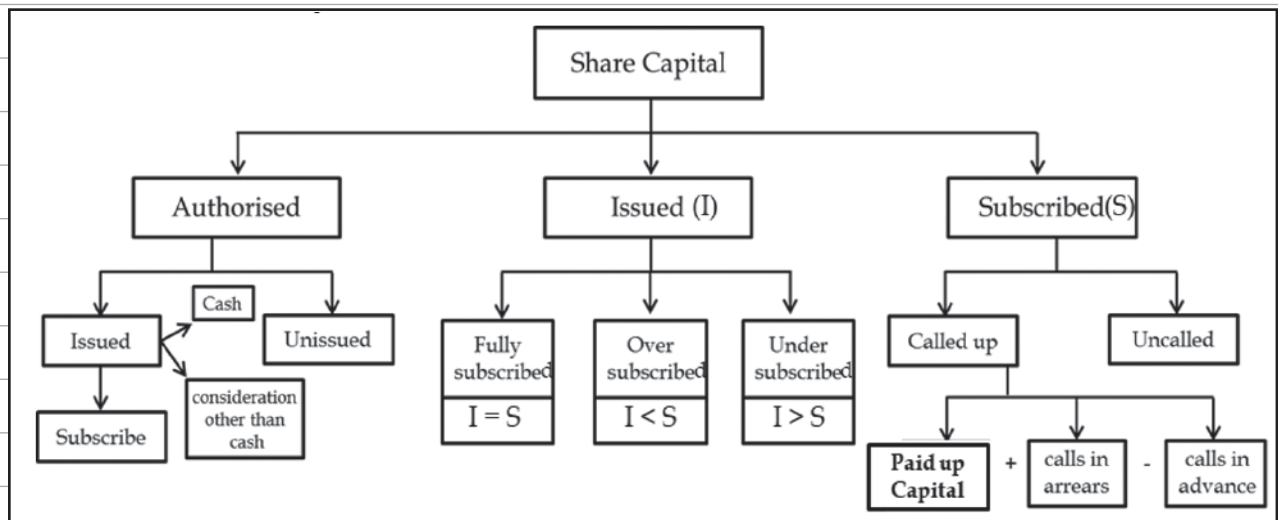 Share Capital
Authorised
Issued (I)
Subscribed(S)
Cash
Issued
Unissued
consideration
other than
cash
Subscribe
Fully
subscribed
I = S
Over
subscribed
I < S
Under
subscribed
I > S
Called up
Uncalled
Paid up
Capital
+
calls in
arrears
-
calls in
advance